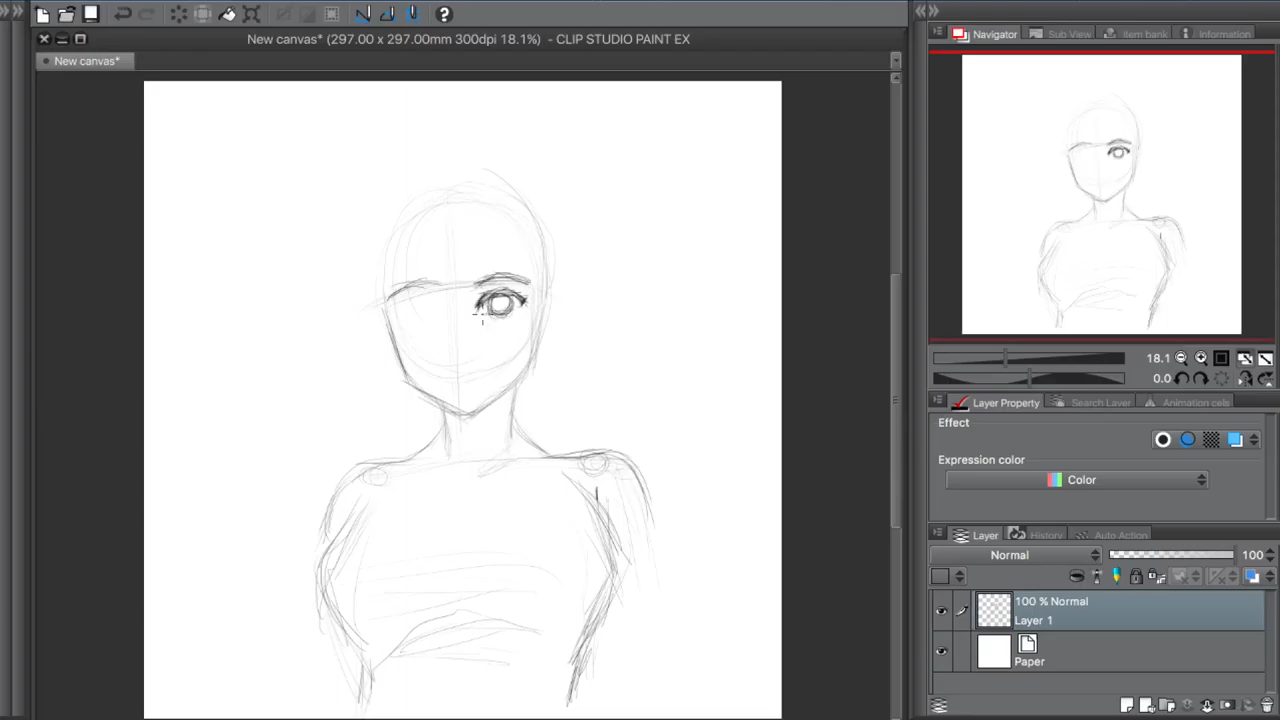 New canvas* (297.00 x 297.00mm 300dpi 18.1%) - CLIP STUDIO PAINT EX
New canvas*
Navigator Sub View Item bank Information
18.1
0.0
Layer Property Search Layer Animation cels
Effect
Expression color
Color
Layer History Auto Action
Normal 100
100 % Normal
Layer 1
Paper